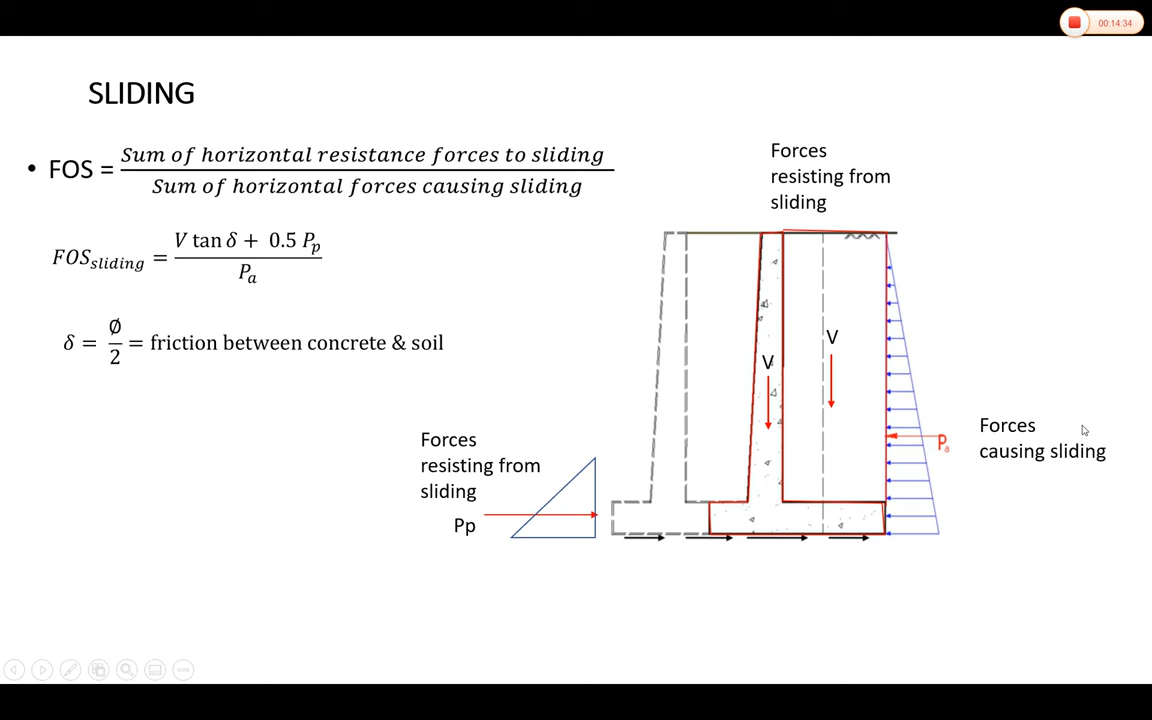 00:14:34
SLIDING
• FOS = Sum of horizontal resistance forces to sliding / Sum of horizontal forces causing sliding
FOS_sliding = V tan δ + 0.5 P_p / P_a
δ = Ø / 2 = friction between concrete & soil
Forces
resisting from
sliding
V
V
P_a
Forces
causing sliding
Forces
resisting from
sliding
Pp